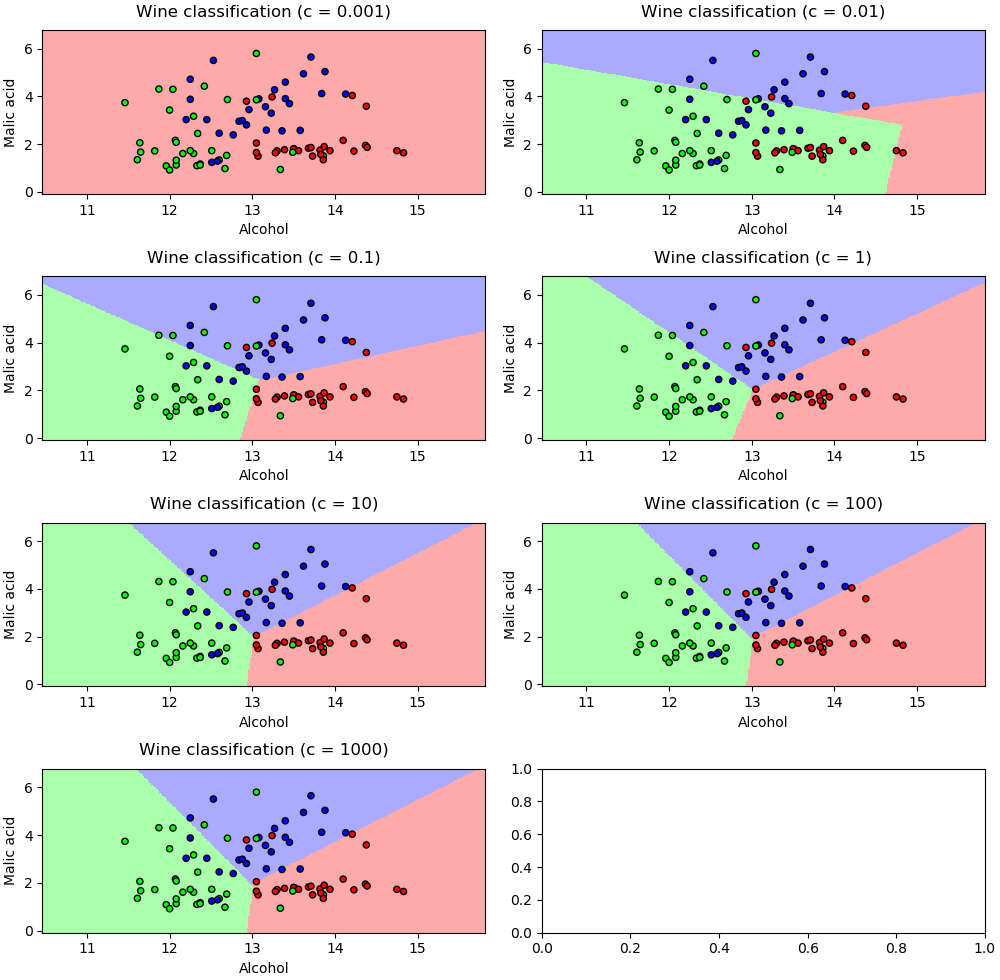 Wine classification (c = 0.001)
Malic acid
6
4
2
0
11 12 13 14 15
Alcohol
Wine classification (c = 0.01)
Malic acid
6
4
2
0
11 12 13 14 15
Alcohol
Wine classification (c = 0.1)
Malic acid
6
4
2
0
11 12 13 14 15
Alcohol
Wine classification (c = 1)
Malic acid
6
4
2
0
11 12 13 14 15
Alcohol
Wine classification (c = 10)
Malic acid
6
4
2
0
11 12 13 14 15
Alcohol
Wine classification (c = 100)
Malic acid
6
4
2
0
11 12 13 14 15
Alcohol
Wine classification (c = 1000)
Malic acid
6
4
2
0
11 12 13 14 15
Alcohol
1.0
0.8
0.6
0.4
0.2
0.0
0.0 0.2 0.4 0.6 0.8 1.0